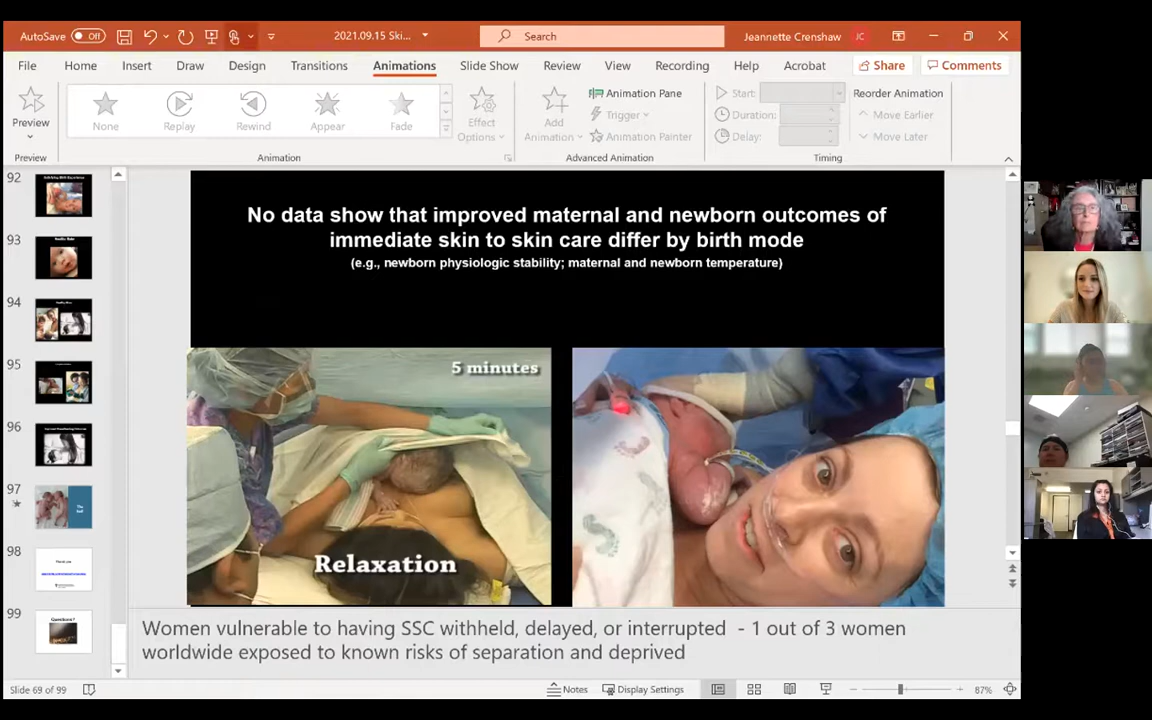 AutoSave Off 2021.09.15 Ski... Search Jeannette Crenshaw JC
File Home Insert Draw Design Transitions Animations Slide Show Review View Recording Help Acrobat Share Comments
Preview
None Replay Rewind Appear Fade
Effect Options
Add Animation
Animation Pane
Trigger
Animation Painter
Start:
Duration:
Delay:
Reorder Animation
Move Earlier
Move Later
Preview Animation Advanced Animation Timing
92
93
94
95
96
97
98
Thank you
99
Questions?
No data show that improved maternal and newborn outcomes of
immediate skin to skin care differ by birth mode
(e.g., newborn physiologic stability; maternal and newborn temperature)
5 minutes
Relaxation
Women vulnerable to having SSC withheld, delayed, or interrupted - 1 out of 3 women
worldwide exposed to known risks of separation and deprived
Slide 69 of 99 Notes Display Settings 87%